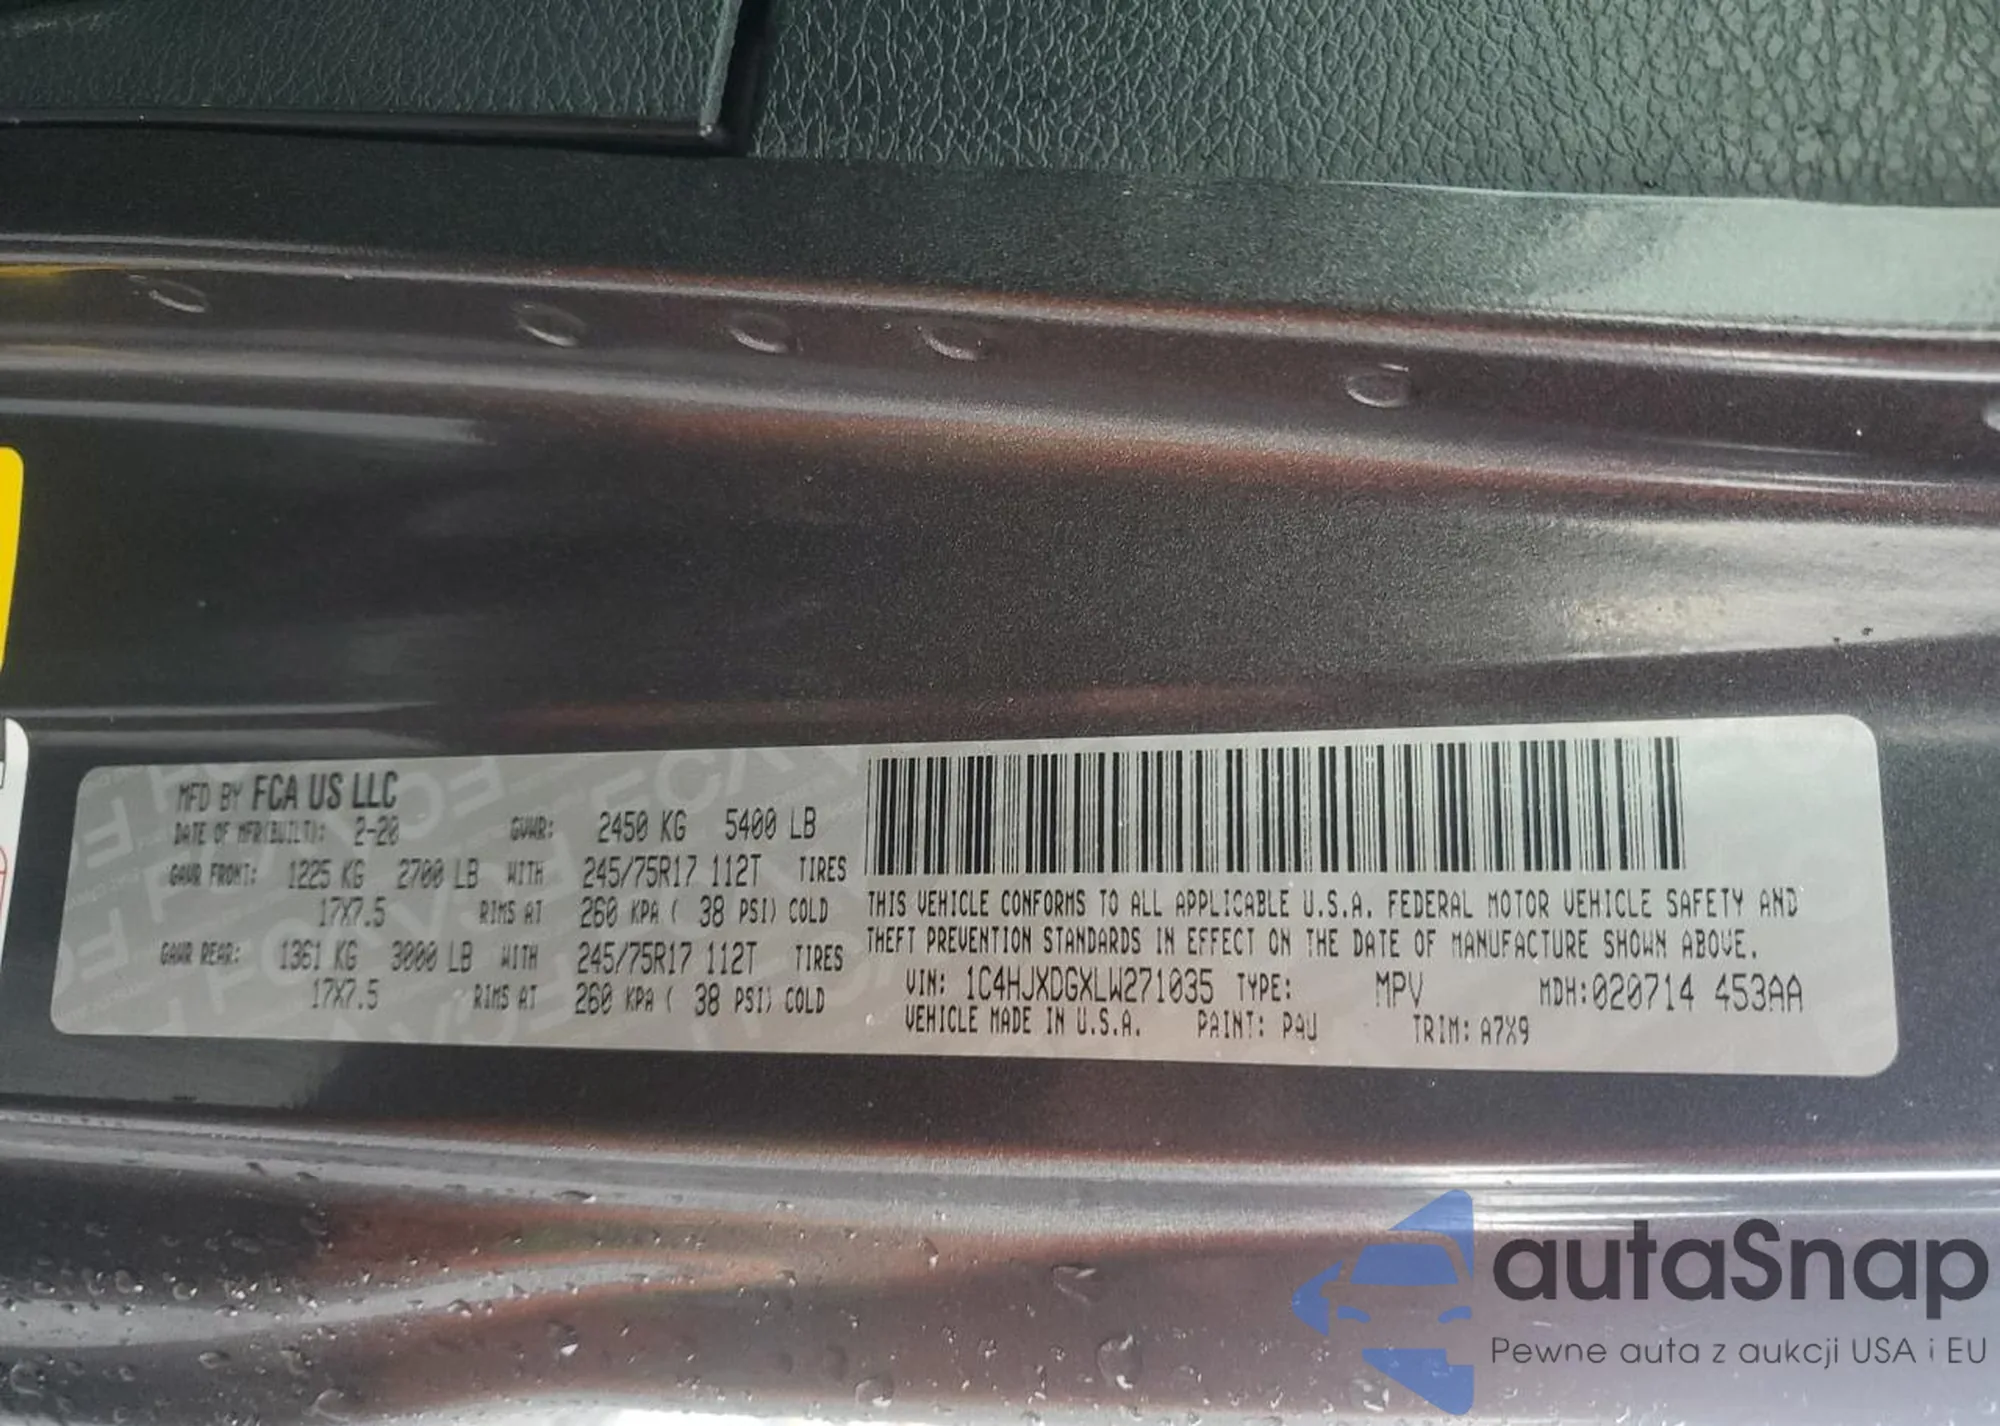 MFD BY FCA US LLC
DATE OF MFR(BUILT): 2-20 GVWR: 2450 KG 5400 LB
GAWR FRONT: 1225 KG 2700 LB WITH 245/75R17 112T TIRES
17X7.5 RIMS AT 260 KPA ( 38 PSI) COLD
GAWR REAR: 1361 KG 3000 LB WITH 245/75R17 112T TIRES
17X7.5 RIMS AT 260 KPA ( 38 PSI) COLD
THIS VEHICLE CONFORMS TO ALL APPLICABLE U.S.A. FEDERAL MOTOR VEHICLE SAFETY AND
THEFT PREVENTION STANDARDS IN EFFECT ON THE DATE OF MANUFACTURE SHOWN ABOVE.
VIN: 1C4HJXDGXLW271035 TYPE: MPV MDH:020714 453AA
VEHICLE MADE IN U.S.A. PAINT: PAU TRIM: A7X9
autaSnap
Pewne auta z aukcji USA i EU